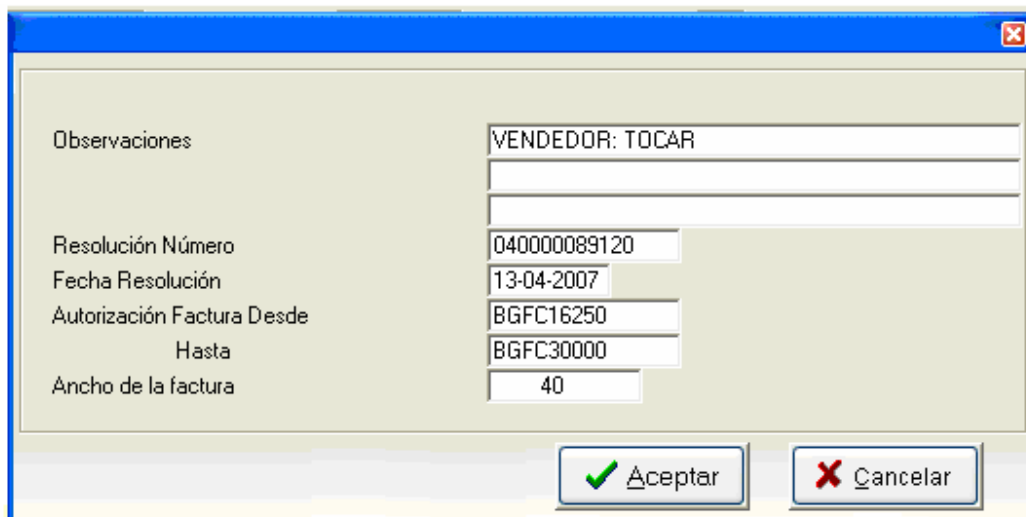 Observaciones VENDEDOR: TOCAR
Resolución Número 040000089120
Fecha Resolución 13-04-2007
Autorización Factura Desde BGFC16250
Hasta BGFC30000
Ancho de la factura 40
Aceptar Cancelar